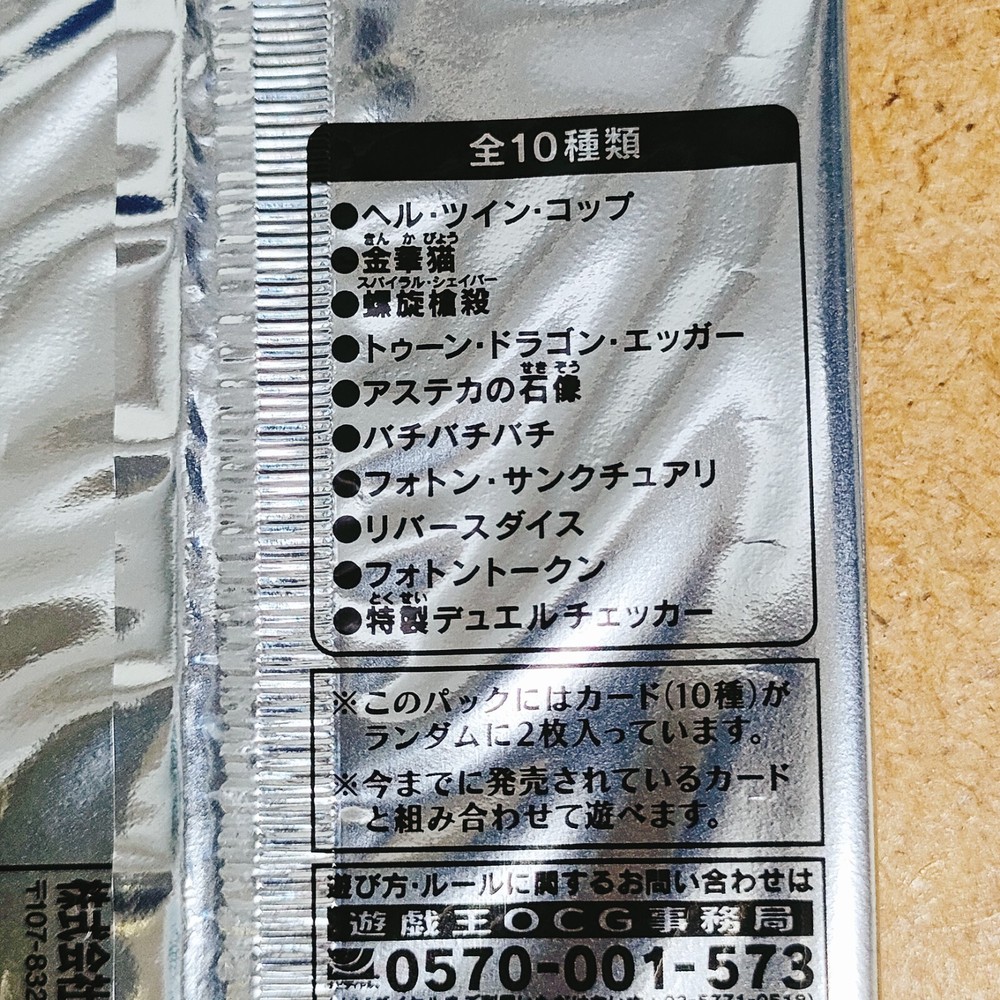 全10種類
●ヘル・ツイン・コップ
きん か びょう
●金華猫
スパイラル・シェイバー
●螺旋槍殺
●トゥーン・ドラゴン・エッガー
せき ぞう
●アステカの石像
●バチバチバチ
●フォトン・サンクチュアリ
●リバースダイス
●フォトントークン
とく せい
●特製デュエルチェッカー
※このパックにはカード(10種)が
ランダムに2枚入っています。
※今までに発売されているカード
と組み合わせて遊べます。
遊び方・ルールに関するお問い合わせは
遊戯王OCG事務局
0570-001-573
株式会社
〒107-832